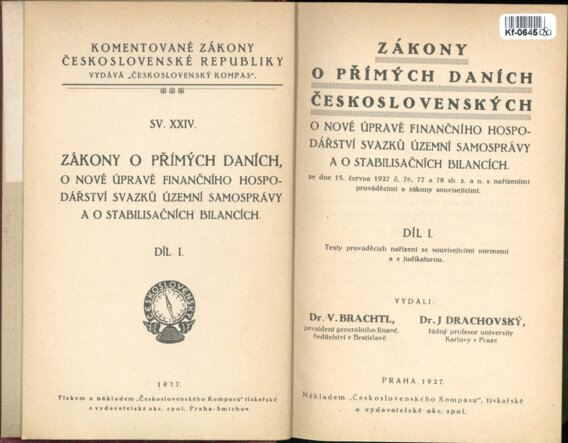 KOMENTOVANÉ ZÁKONY
ČESKOSLOVENSKÉ REPUBLIKY
VYDÁVÁ „ČESKOSLOVENSKÝ KOMPAS“.
SV. XXIV.
ZÁKONY O PŘÍMÝCH DANÍCH,
O NOVÉ ÚPRAVĚ FINANČNÍHO HOSPO-
DÁŘSTVÍ SVAZKŮ ÚZEMNÍ SAMOSPRÁVY
A O STABILISAČNÍCH BILANCÍCH.
DÍL I.
ČESKOSLOVENSKÝ
1927.
Tiskem a nákladem „Československého Kompasu“ tiskařské
a vydavatelské akc. spol. Praha-Smíchov.
Kf-0645
ZÁKONY
O PŘÍMÝCH DANÍCH
ČESKOSLOVENSKÝCH
O NOVÉ ÚPRAVĚ FINANČNÍHO HOSPO-
DÁŘSTVÍ SVAZKŮ ÚZEMNÍ SAMOSPRÁVY
A O STABILISAČNÍCH BILANCÍCH.
ze dne 15. června 1927 č. 76, 77 a 78 sb. z. a n. s nařízeními
prováděcími a zákony souvisejícími.
DÍL I.
Texty prováděcích nařízení se souvisejícími normami
a s judikaturou.
VYDALI:
Dr. V. BRACHTL,
president generálního finanč.
ředitelství v Bratislavě.
Dr. J DRACHOVSKÝ,
řádný profesor university
Karlovy v Praze
PRAHA 1927.
Nákladem „Československého Kompasu“, tiskařské
a vydavatelské akc. spol.